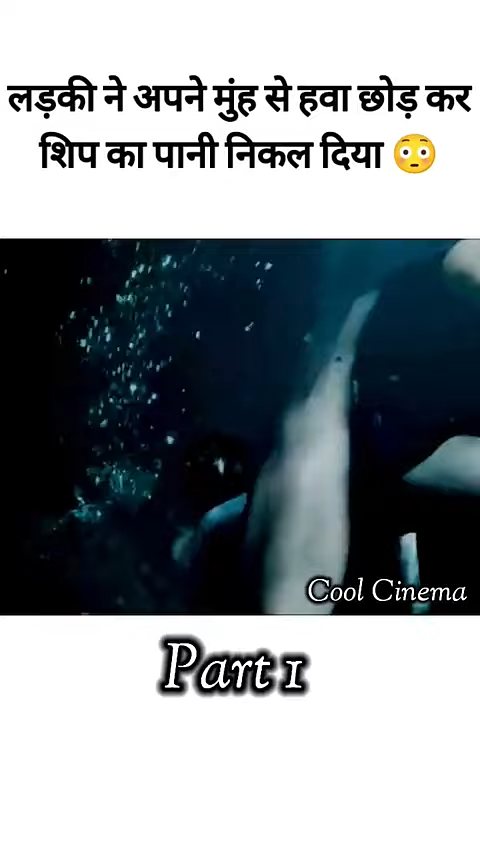 लड़की ने अपने मुंह से हवा छोड़ कर
शिप का पानी निकल दिया 😳
Cool Cinema
Part 1